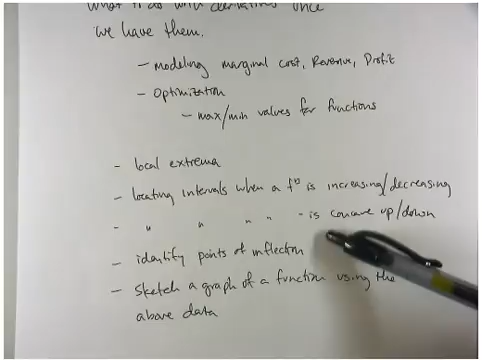 what to do with derivatives once
we have them.
- modeling marginal cost, Revenue, Profit
- Optimization
- max/min values for functions
- local extrema
- locating intervals when a fⁿ is increasing/decreasing
- " " " " - is concave up/down
- identify points of inflection
- sketch a graph of a function using the
above data